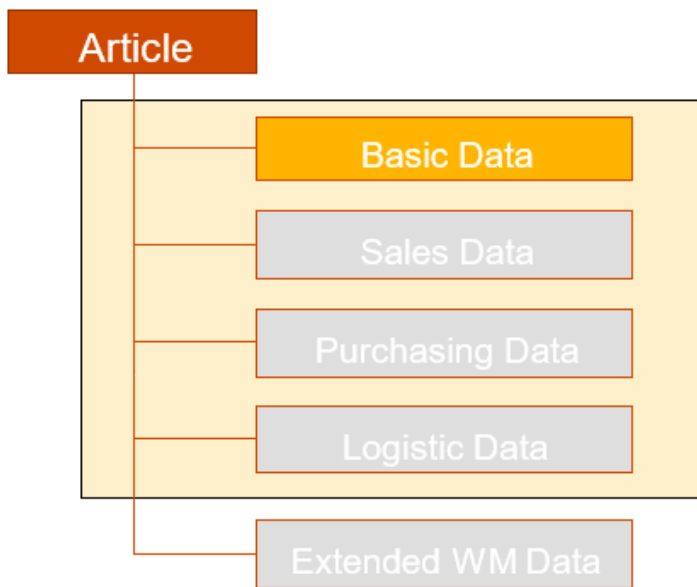 Article
Basic Data
Sales Data
Purchasing Data
Logistic Data
Extended WM Data